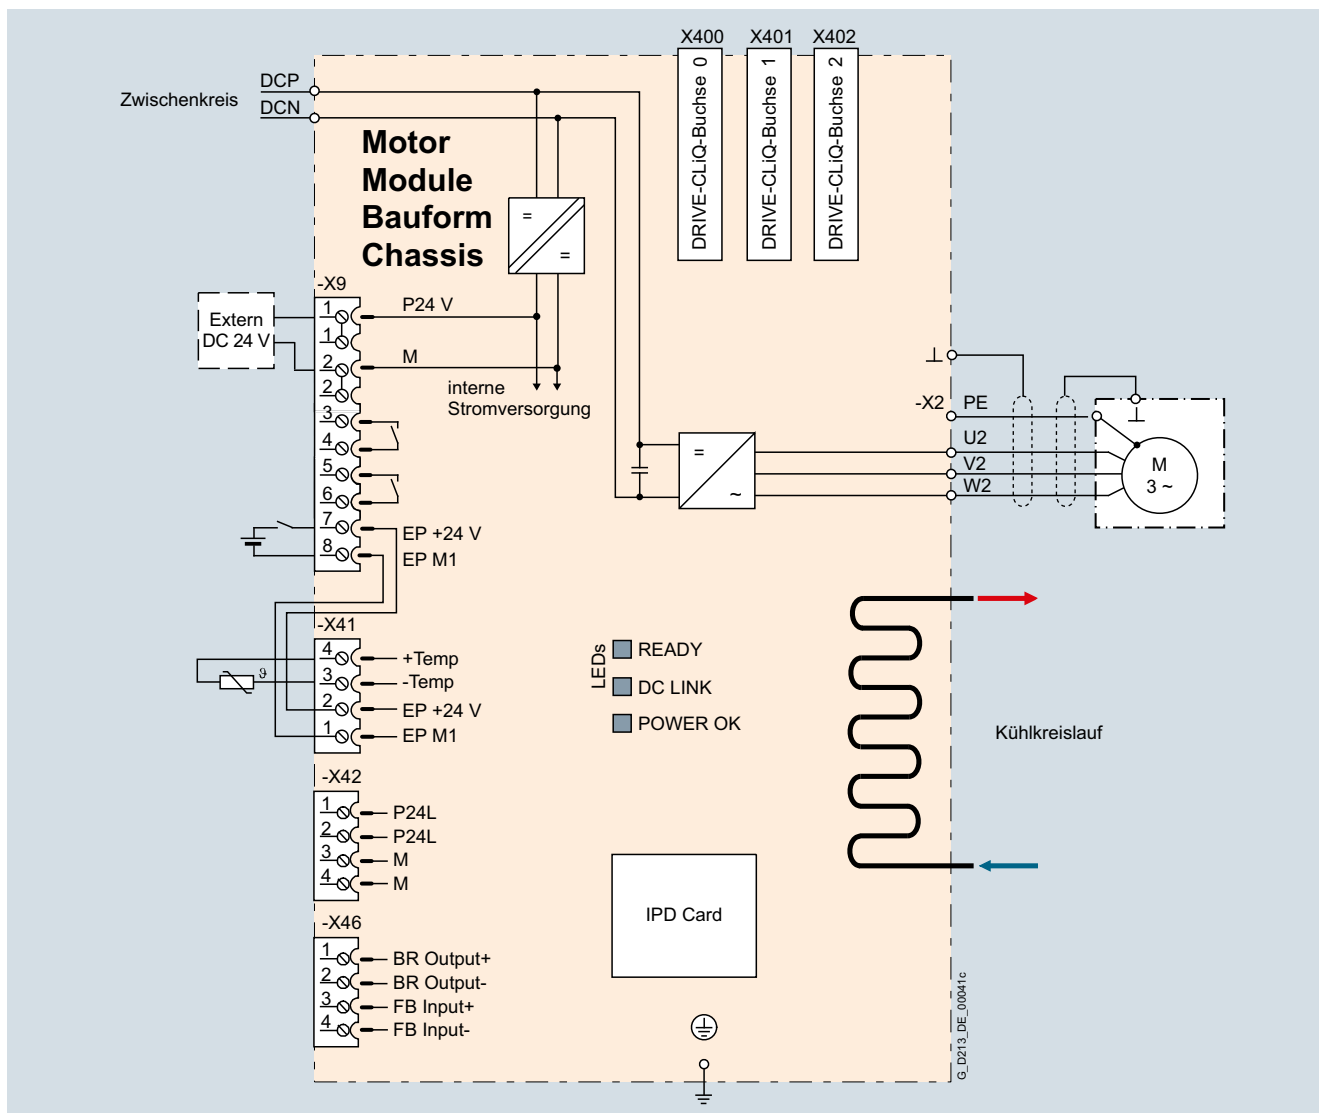 X400
X401
X402
DRIVE-CLiQ-Buchse 0
DRIVE-CLiQ-Buchse 1
DRIVE-CLiQ-Buchse 2
Zwischenkreis
DCP
DCN
Motor
Module
Bauform
Chassis
=
=
-X9
Extern
DC 24 V
1
1
2
2
3
4
5
6
7
8
P24 V
M
interne
Stromversorgung
EP +24 V
EP M1
=
~
-X2
PE
U2
V2
W2
M
3 ~
-X41
4
3
2
1
ϑ
+Temp
-Temp
EP +24 V
EP M1
LEDs
READY
DC LINK
POWER OK
Kühlkreislauf
-X42
1
2
3
4
P24L
P24L
M
M
IPD Card
-X46
1
2
3
4
BR Output+
BR Output-
FB Input+
FB Input-
G_D213_DE_00041c